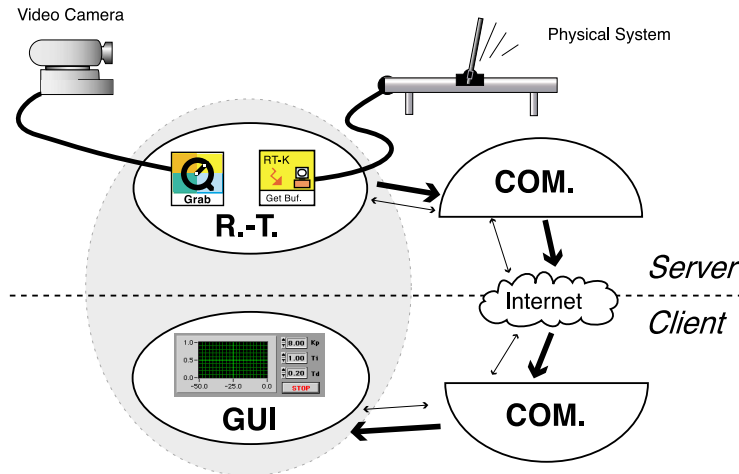 Video Camera
Physical System
RT-K
Grab
Get Buf.
R.-T.
COM.
Server
Internet
Client
1.0
0.5
0.0
-50.0 -25.0 0.0
8.00 Kp
1.00 Ti
0.20 Td
STOP
GUI
COM.